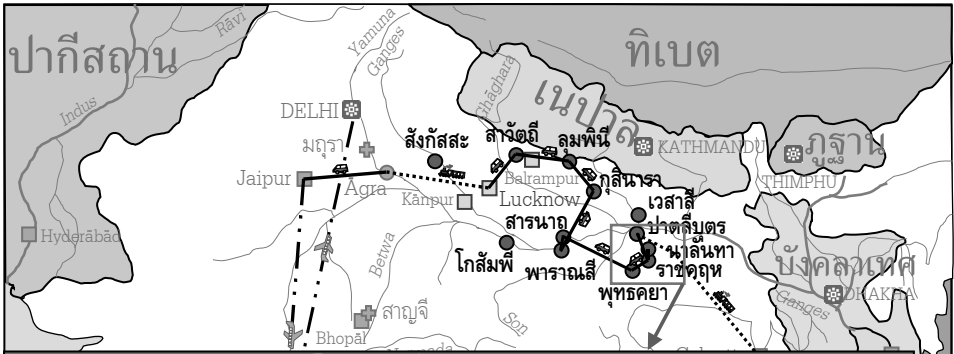 ปากีสถาน
ทิเบต
Rāvi
Yamuna
Ganges
Ghāghara
เนปาล
ภูฐาน
Indus
DELHI
มถุรา
สังกัสสะ
สาวัตถี
ลุมพินี
KATHMANDU
THIMPHU
Jaipur
Agra
Balrampur
Lucknow
Kānpur
กุสินารา
เวสาลี
ปาตลีบุตร
Hyderābād
สารนาถ
นาลันทา
บังคลาเทศ
Betwa
โกสัมพี
พาราณสี
ราชคฤห
พุทธคยา
DHAKHA
Ganges
สาญจี
Son
Bhopāl